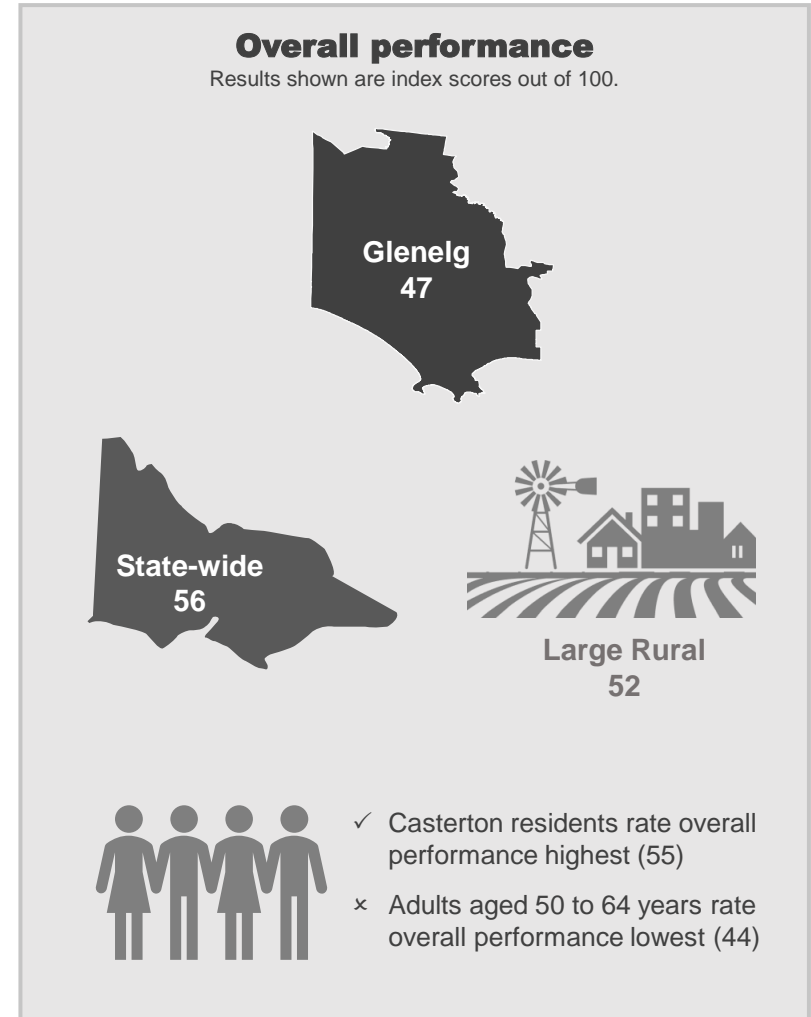 Overall performance
Results shown are index scores out of 100.
Glenelg
47
State-wide
56
Large Rural
52
✓ Casterton residents rate overall
performance highest (55)
× Adults aged 50 to 64 years rate
overall performance lowest (44)